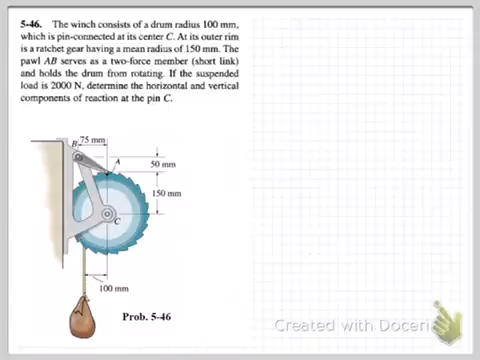 5-46. The winch consists of a drum radius 100 mm,
which is pin-connected at its center C. At its outer rim
is a ratchet gear having a mean radius of 150 mm. The
pawl AB serves as a two-force member (short link)
and holds the drum from rotating. If the suspended
load is 2000 N, determine the horizontal and vertical
components of reaction at the pin C.
75 mm
B
A
50 mm
150 mm
C
100 mm
Prob. 5-46
Created with Doceri